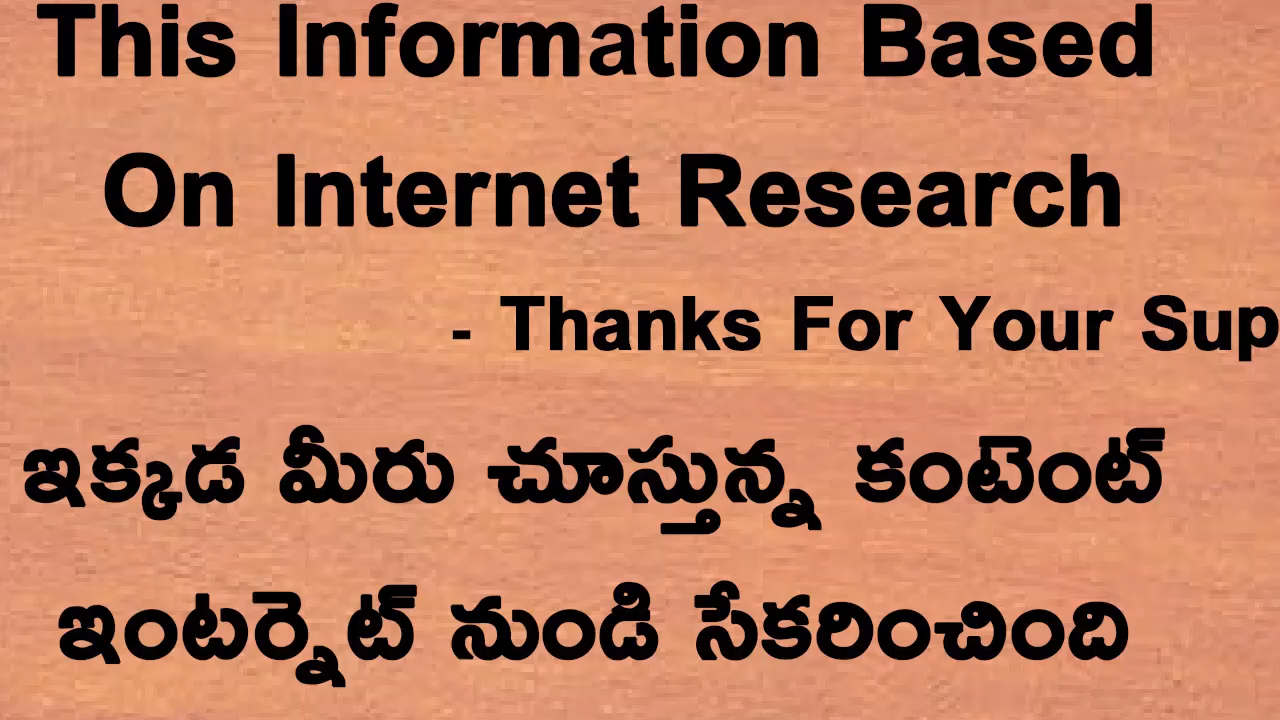 This Information Based
On Internet Research
- Thanks For Your Sup
ఇక్కడ మీరు చూస్తున్న కంటెంట్
ఇంటర్నెట్ నుండి సేకరించింది